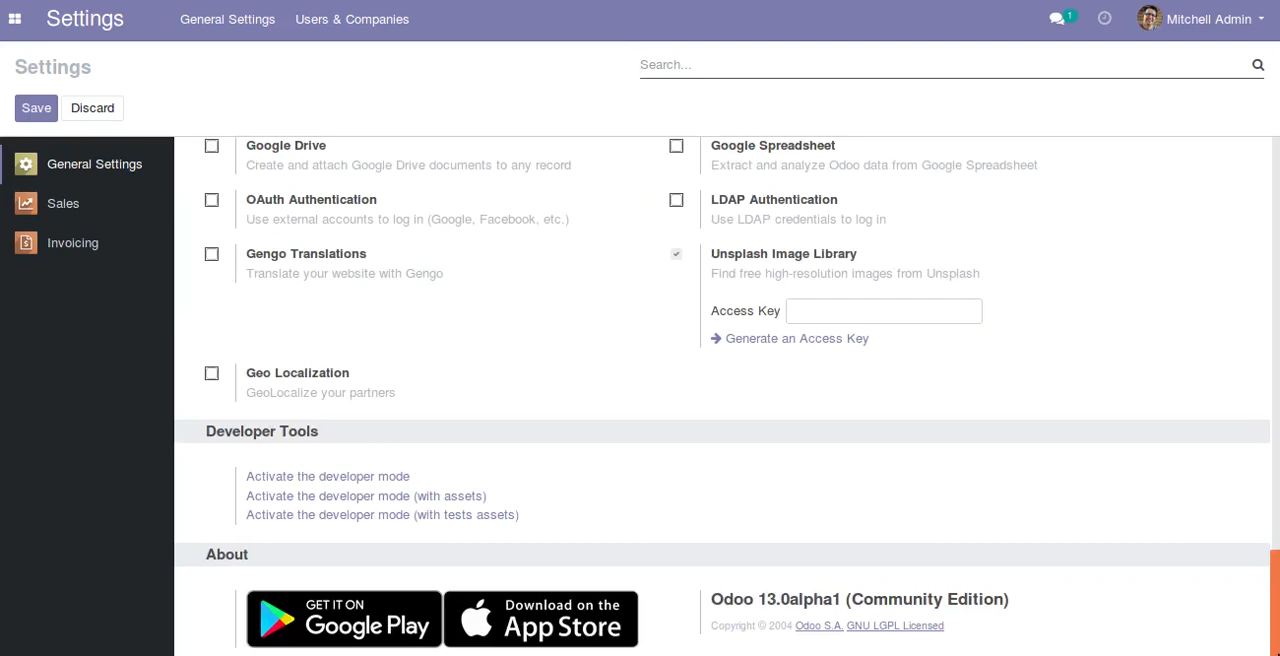 Settings General Settings Users & Companies 1 Mitchell Admin
Settings Search...
Save Discard
General Settings
Sales
Invoicing
Google Drive
Create and attach Google Drive documents to any record
Google Spreadsheet
Extract and analyze Odoo data from Google Spreadsheet
OAuth Authentication
Use external accounts to log in (Google, Facebook, etc.)
LDAP Authentication
Use LDAP credentials to log in
Gengo Translations
Translate your website with Gengo
Unsplash Image Library
Find free high-resolution images from Unsplash
Access Key
Generate an Access Key
Geo Localization
GeoLocalize your partners
Developer Tools
Activate the developer mode
Activate the developer mode (with assets)
Activate the developer mode (with tests assets)
About
GET IT ON
Google Play
Download on the
App Store
Odoo 13.0alpha1 (Community Edition)
Copyright © 2004 Odoo S.A. GNU LGPL Licensed